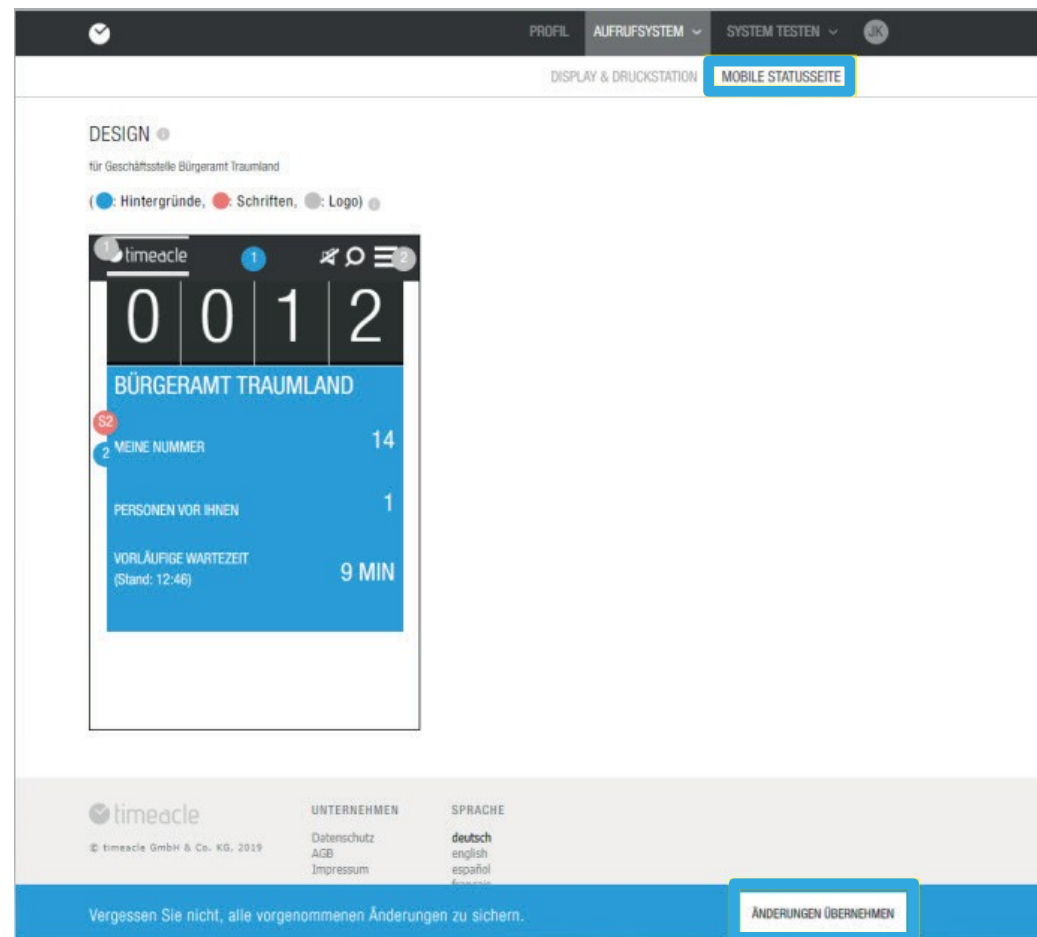 PROFIL AUFRUFSYSTEM SYSTEM TESTEN JK
DISPLAY & DRUCKSTATION MOBILE STATUSSEITE
DESIGN i
für Geschäftsstelle Bürgeramt Traumland
( : Hintergründe, : Schriften, : Logo) i
1 timeacle 1 2
0 0 1 2
BÜRGERAMT TRAUMLAND
S2
2 MEINE NUMMER 14
PERSONEN VOR IHNEN 1
VORLÄUFIGE WARTEZEIT
(Stand: 12:46) 9 MIN
timeacle UNTERNEHMEN SPRACHE
Datenschutz deutsch
© timeacle GmbH & Co. KG, 2019 AGB english
Impressum español
français
Vergessen Sie nicht, alle vorgenommenen Änderungen zu sichern. ÄNDERUNGEN ÜBERNEHMEN